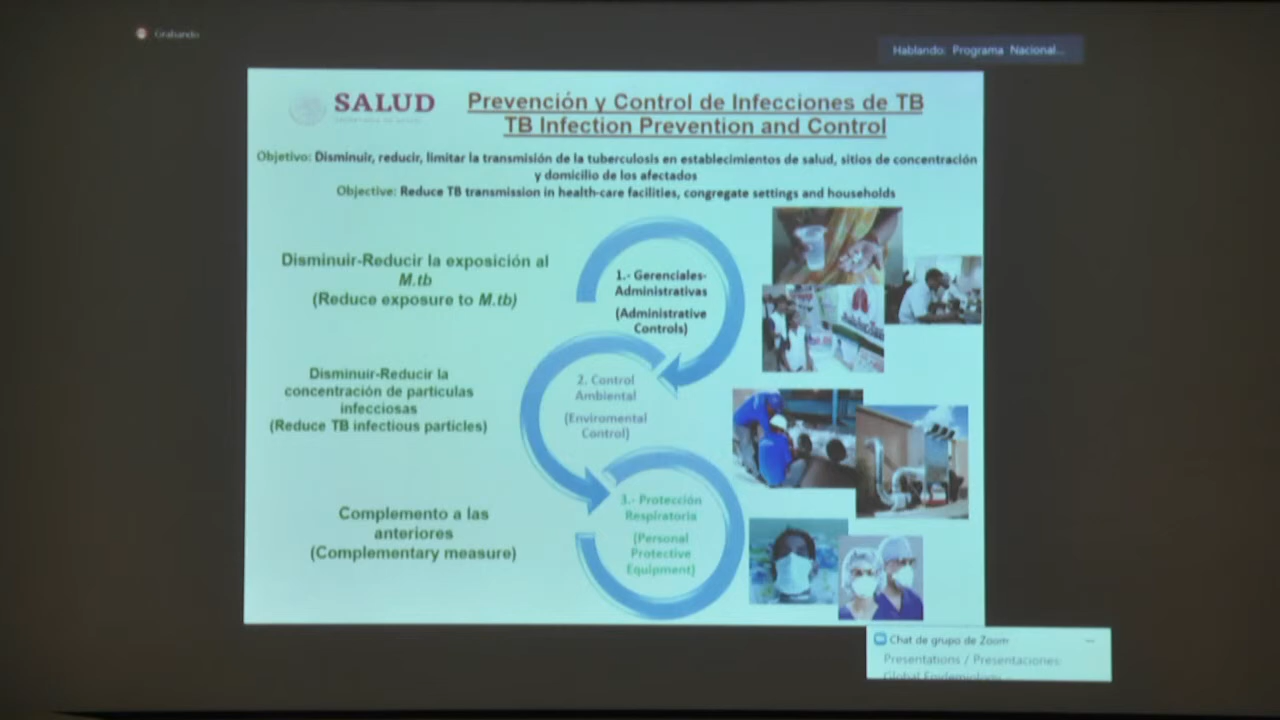 Grabando
Hablando: Programa Nacional...
SALUD
Prevención y Control de Infecciones de TB
TB Infection Prevention and Control
Objetivo: Disminuir, reducir, limitar la transmisión de la tuberculosis en establecimientos de salud, sitios de concentración
y domicilio de los afectados
Objective: Reduce TB transmission in health-care facilities, congregate settings and households
Disminuir-Reducir la exposición al
M.tb
(Reduce exposure to M.tb)
1.- Gerenciales-
Administrativas
(Administrative
Controls)
Disminuir-Reducir la
concentración de partículas
infecciosas
(Reduce TB infectious particles)
2. Control
Ambiental
(Enviromental
Control)
Complemento a las
anteriores
(Complementary measure)
3.- Protección
Respiratoria
(Personal
Protective
Equipment)
Chat de grupo de Zoom
Presentations / Presentaciones:
Global Epidemiology